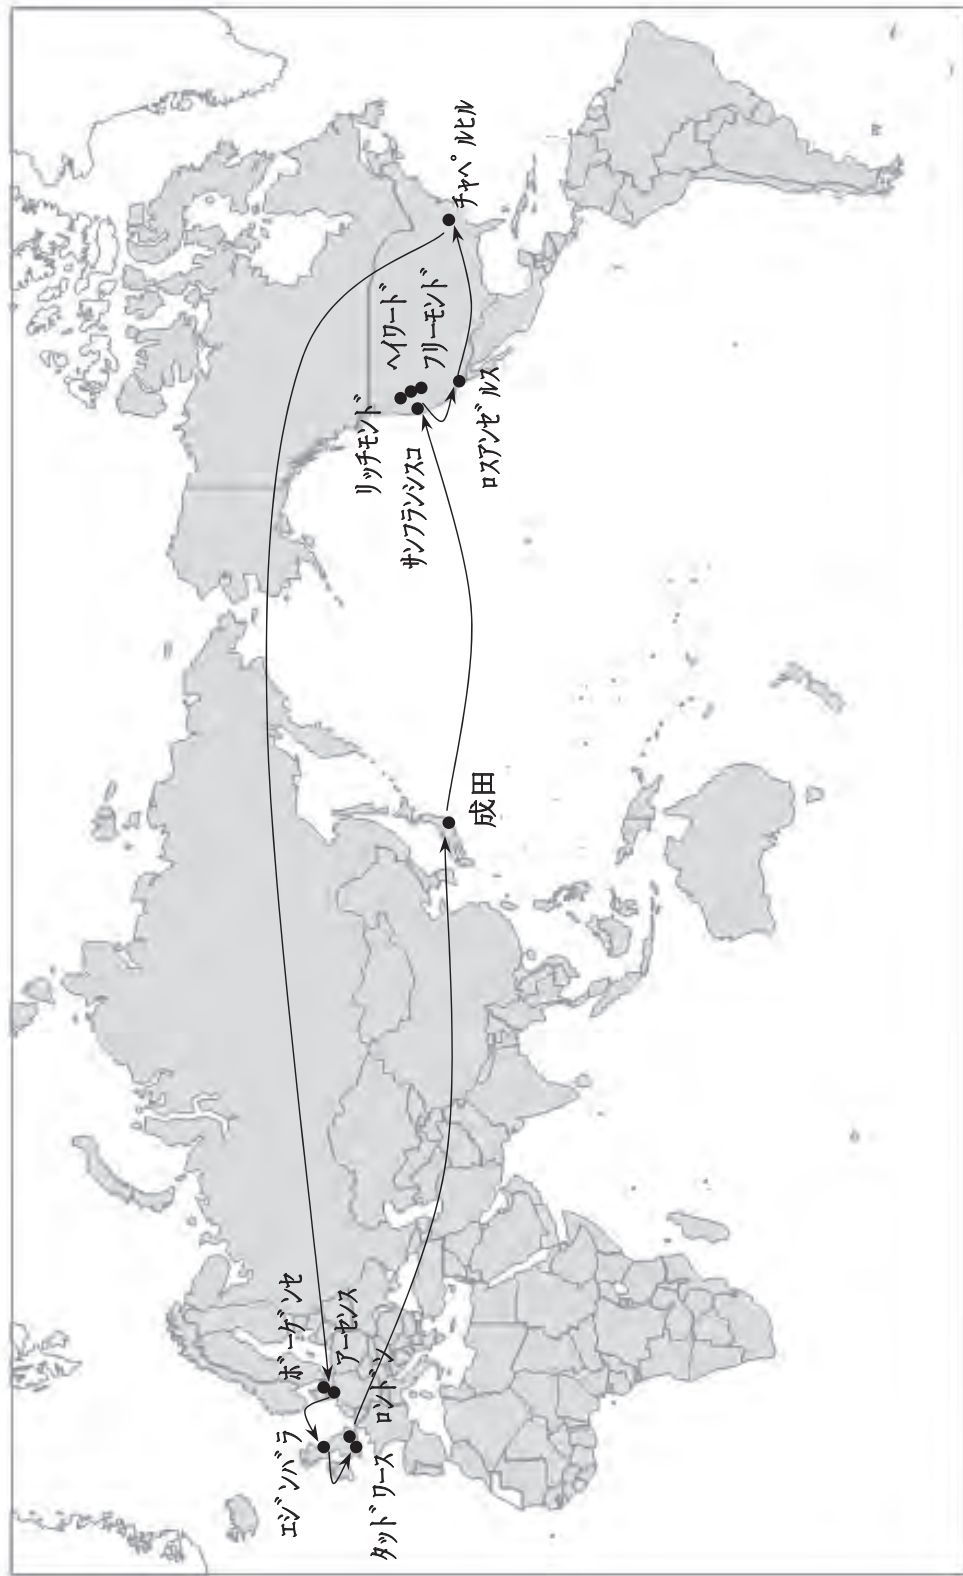 ボーゲンセ
アーセンス
エジンバラ
ロンドン
タッドワース
成田
リッチモンド
ヘイワード
フリーモンド
サンフランシスコ
ロスアンゼルス
チャペルヒル